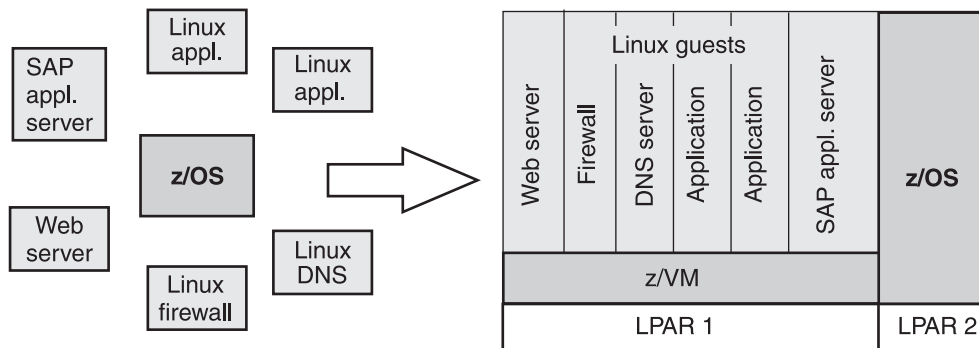 Linux
appl.
SAP
appl.
server
Linux
appl.
z/OS
Web
server
Linux
DNS
Linux
firewall
Linux guests
Web server
Firewall
DNS server
Application
Application
SAP appl. server
z/OS
z/VM
LPAR 1
LPAR 2